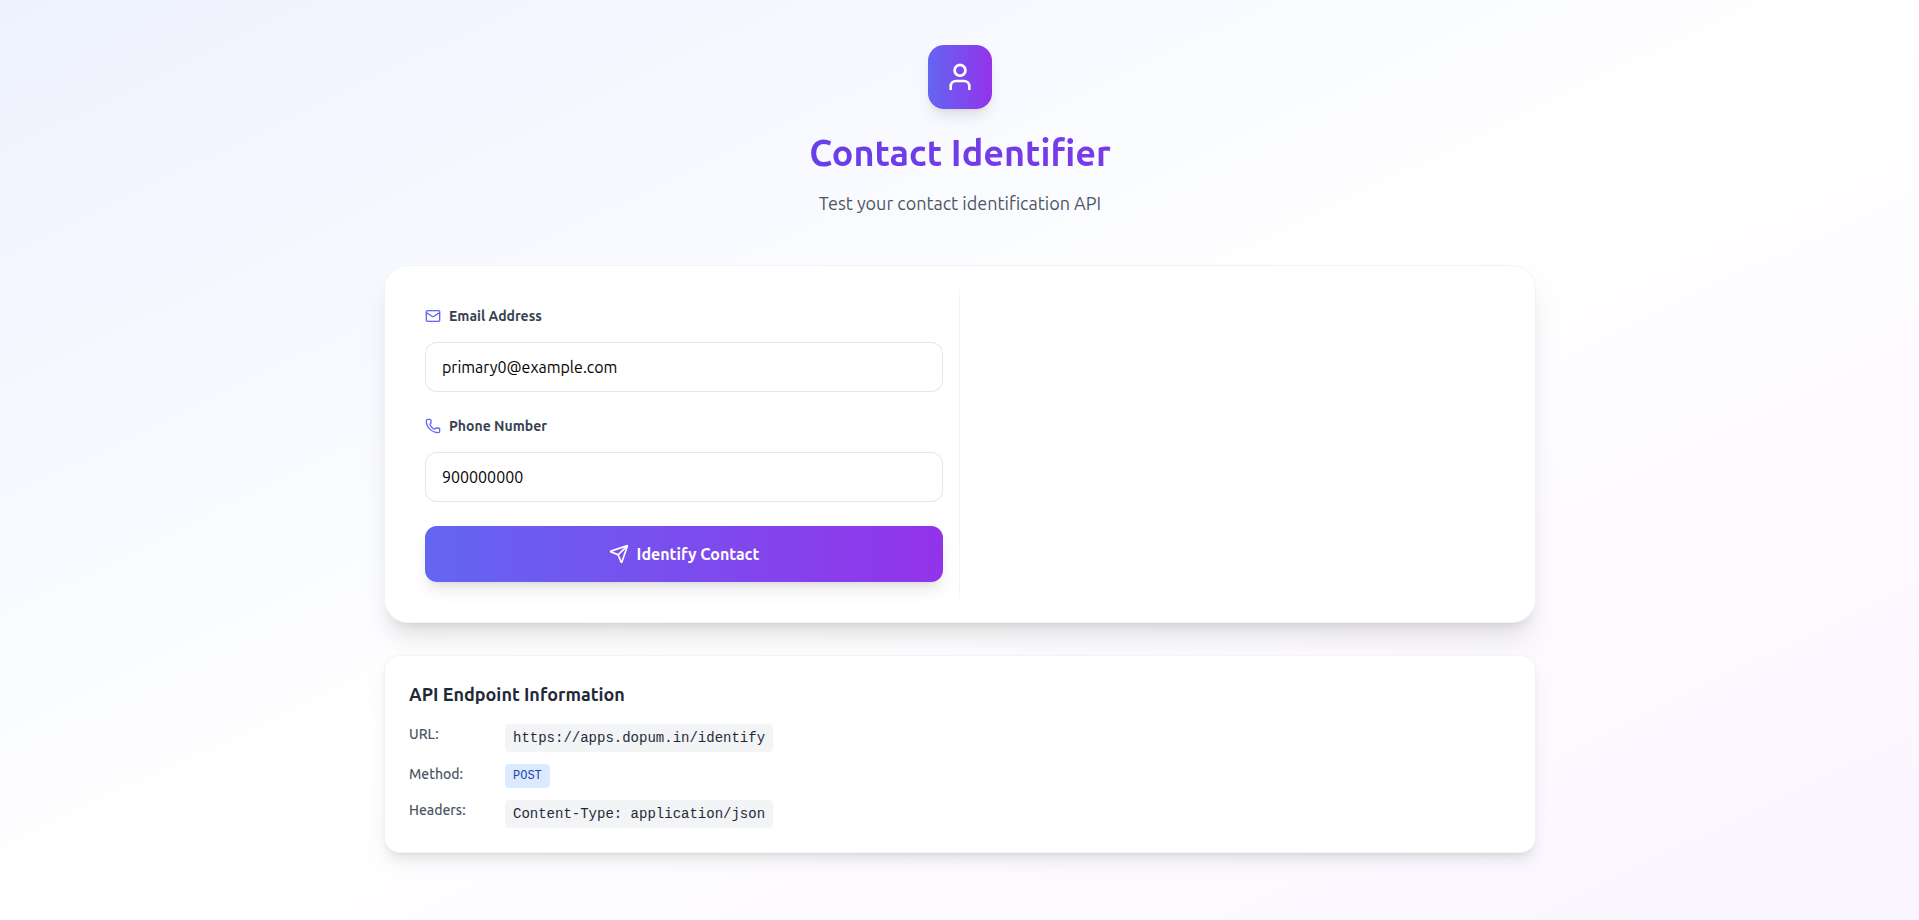 Contact Identifier
Test your contact identification API
Email Address
primary0@example.com
Phone Number
900000000
Identify Contact
API Endpoint Information
URL: https://apps.dopum.in/identify
Method: POST
Headers: Content-Type: application/json